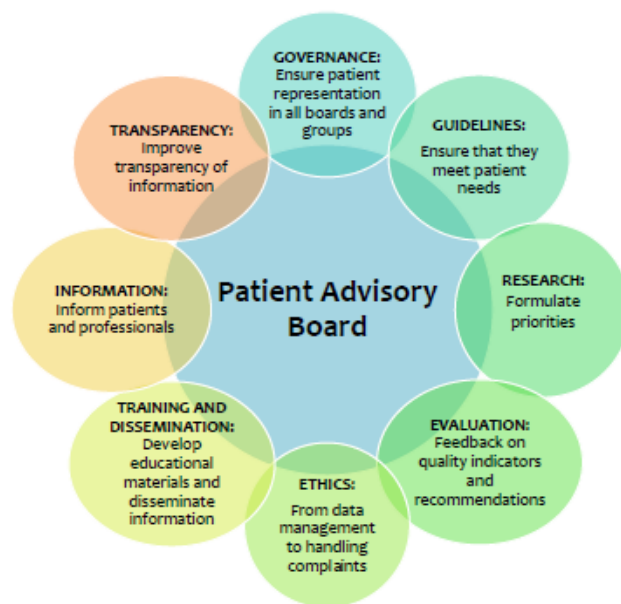 GOVERNANCE:
Ensure patient
representation
in all boards and
groups
GUIDELINES:
Ensure that they
meet patient
needs
RESEARCH:
Formulate
priorities
EVALUATION:
Feedback on
quality indicators
and
recommendations
ETHICS:
From data
management
to handling
complaints
TRAINING AND
DISSEMINATION:
Develop
educational
materials and
disseminate
information
INFORMATION:
Inform patients
and professionals
TRANSPARENCY:
Improve
transparency of
information
Patient Advisory
Board